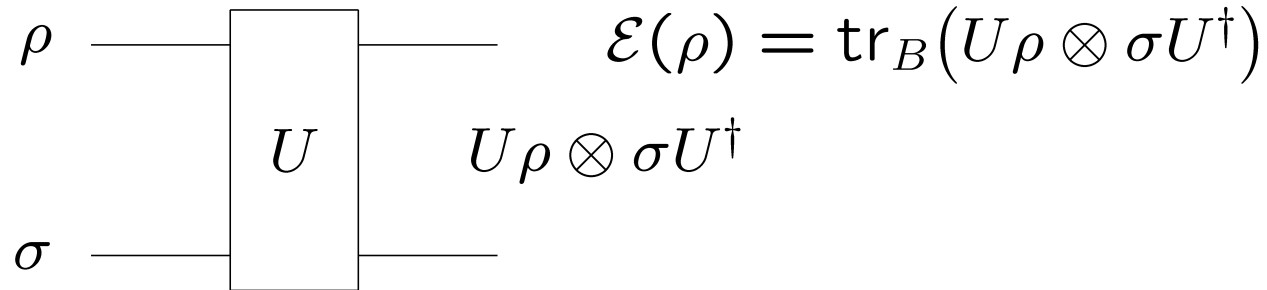 ρ ℰ(ρ) = tr_B(Uρ ⊗ σU†)
U Uρ ⊗ σU†
σ